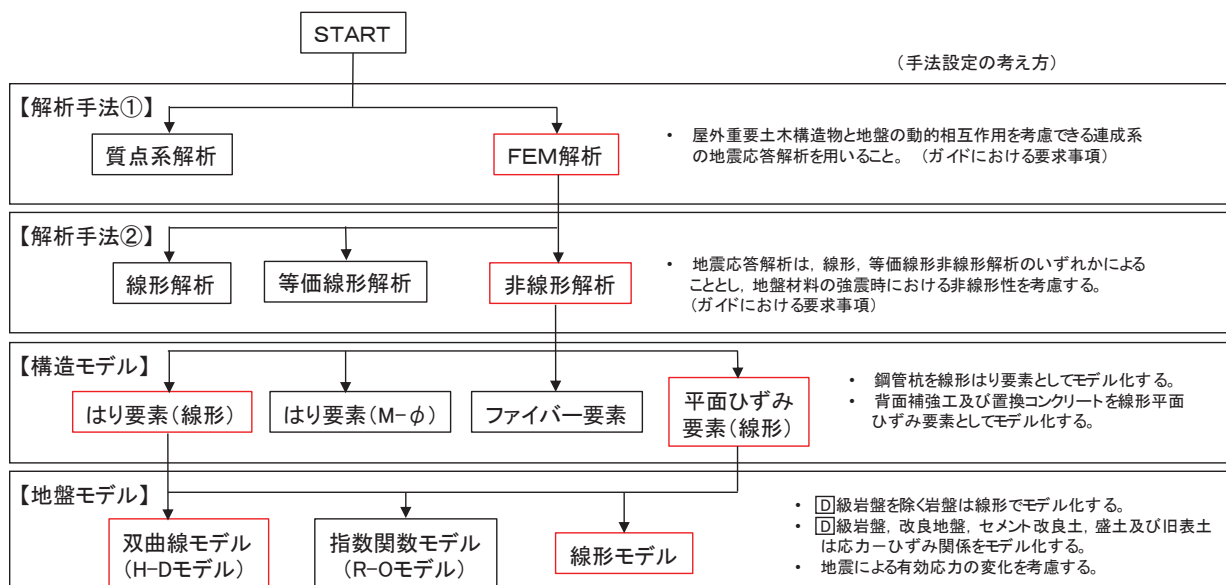 START
（手法設定の考え方）
【解析手法①】
質点系解析
FEM解析
・ 屋外重要土木構造物と地盤の動的相互作用を考慮できる連成系
の地震応答解析を用いること。（ガイドにおける要求事項）
【解析手法②】
線形解析
等価線形解析
非線形解析
・ 地震応答解析は，線形，等価線形非線形解析のいずれかによる
こととし，地盤材料の強震時における非線形性を考慮する。
（ガイドにおける要求事項）
【構造モデル】
はり要素（線形）
はり要素（M-φ）
ファイバー要素
平面ひずみ
要素（線形）
・ 鋼管杭を線形はり要素としてモデル化する。
・ 背面補強工及び置換コンクリートを線形平面
ひずみ要素としてモデル化する。
【地盤モデル】
双曲線モデル
（H-Dモデル）
指数関数モデル
（R-Oモデル）
線形モデル
・ D級岩盤を除く岩盤は線形でモデル化する。
・ D級岩盤，改良地盤，セメント改良土，盛土及び旧表土
は応力ーひずみ関係をモデル化する。
・ 地震による有効応力の変化を考慮する。